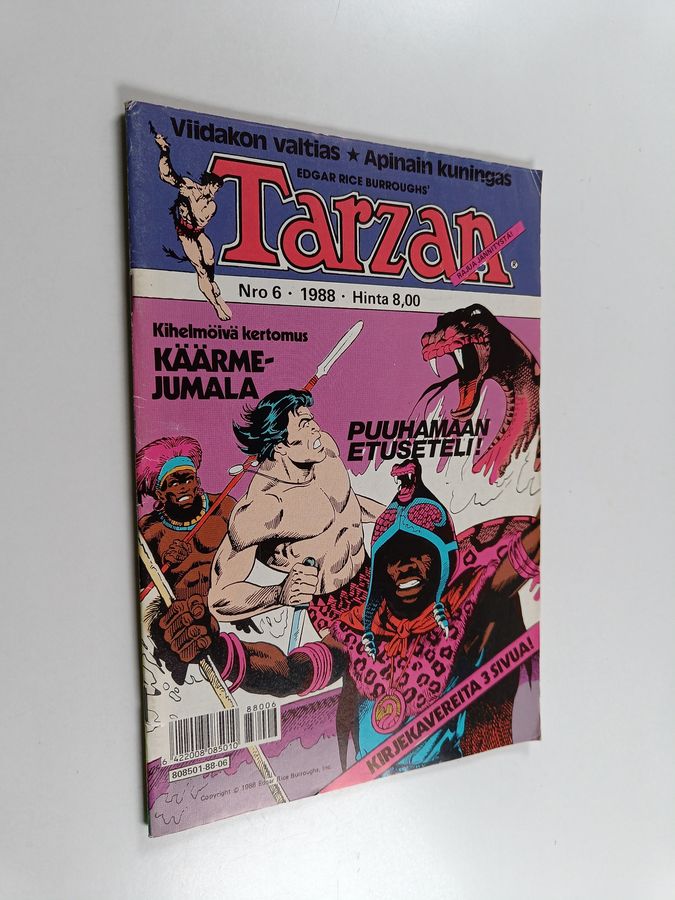 Viidakon valtias ★ Apinain kuningas
EDGAR RICE BURROUGHS'
Tarzan
RAJUA JÄNNITYSTÄ!
Nro 6 · 1988 · Hinta 8,00
Kihelmöivä kertomus
KÄÄRME-
JUMALA
PUUHAMAAN
ETUSETELI!
KIRJEKAVEREITA 3 SIVUA!
88006
6 422008 085010
808501-88-06
Copyright © 1988 Edgar Rice Burroughs, Inc.